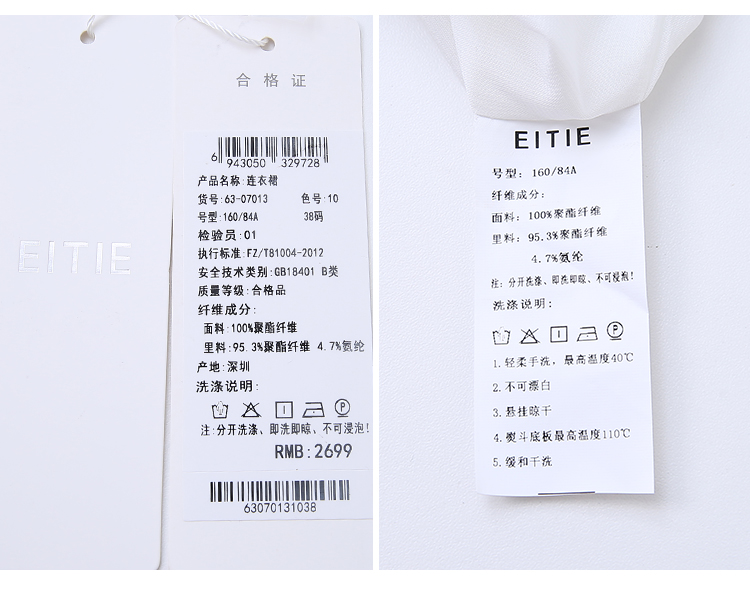 EITIE
合格证
6 943050 329728
产品名称:连衣裙
货号:63-07013 色号:10
号型:160/84A 38码
检验员:01
执行标准:FZ/T81004-2012
安全技术类别:GB18401 B类
质量等级:合格品
纤维成分:
面料:100%聚酯纤维
里料:95.3%聚酯纤维 4.7%氨纶
产地:深圳
洗涤说明:
注:分开洗涤、即洗即晾、不可浸泡!
RMB:2699
63070131038
EITIE
号型: 160/84A
纤维成分:
面料: 100%聚酯纤维
里料: 95.3%聚酯纤维
4.7%氨纶
注: 分开洗涤、即洗即晾、不可浸泡!
洗涤说明:
1.轻柔手洗, 最高温度40℃
2.不可漂白
3.悬挂晾干
4.熨斗底板最高温度110℃
5.缓和干洗